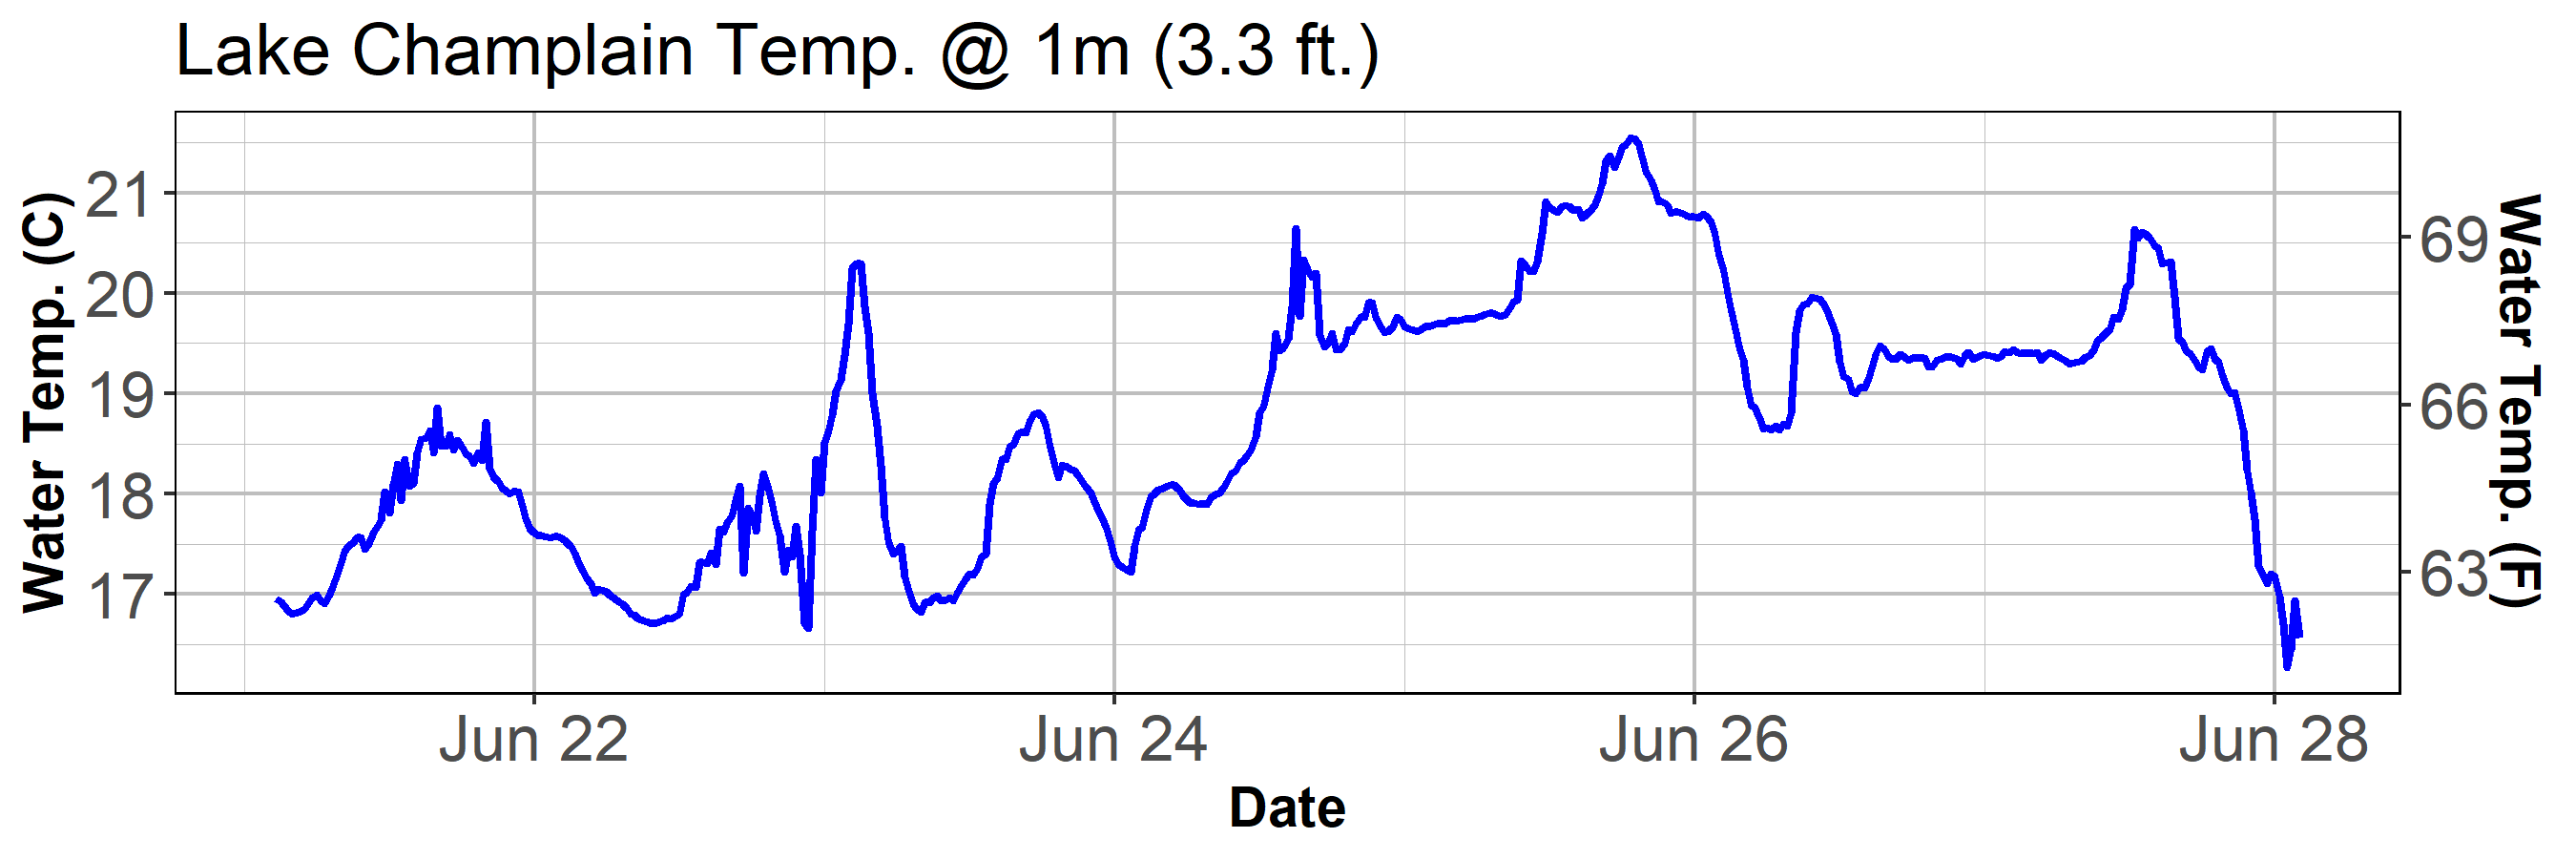 Lake Champlain Temp. @ 1m (3.3 ft.)
Water Temp. (C)
21
20
19
18
17
69
66
63
Water Temp. (F)
Jun 22
Jun 24
Jun 26
Jun 28
Date